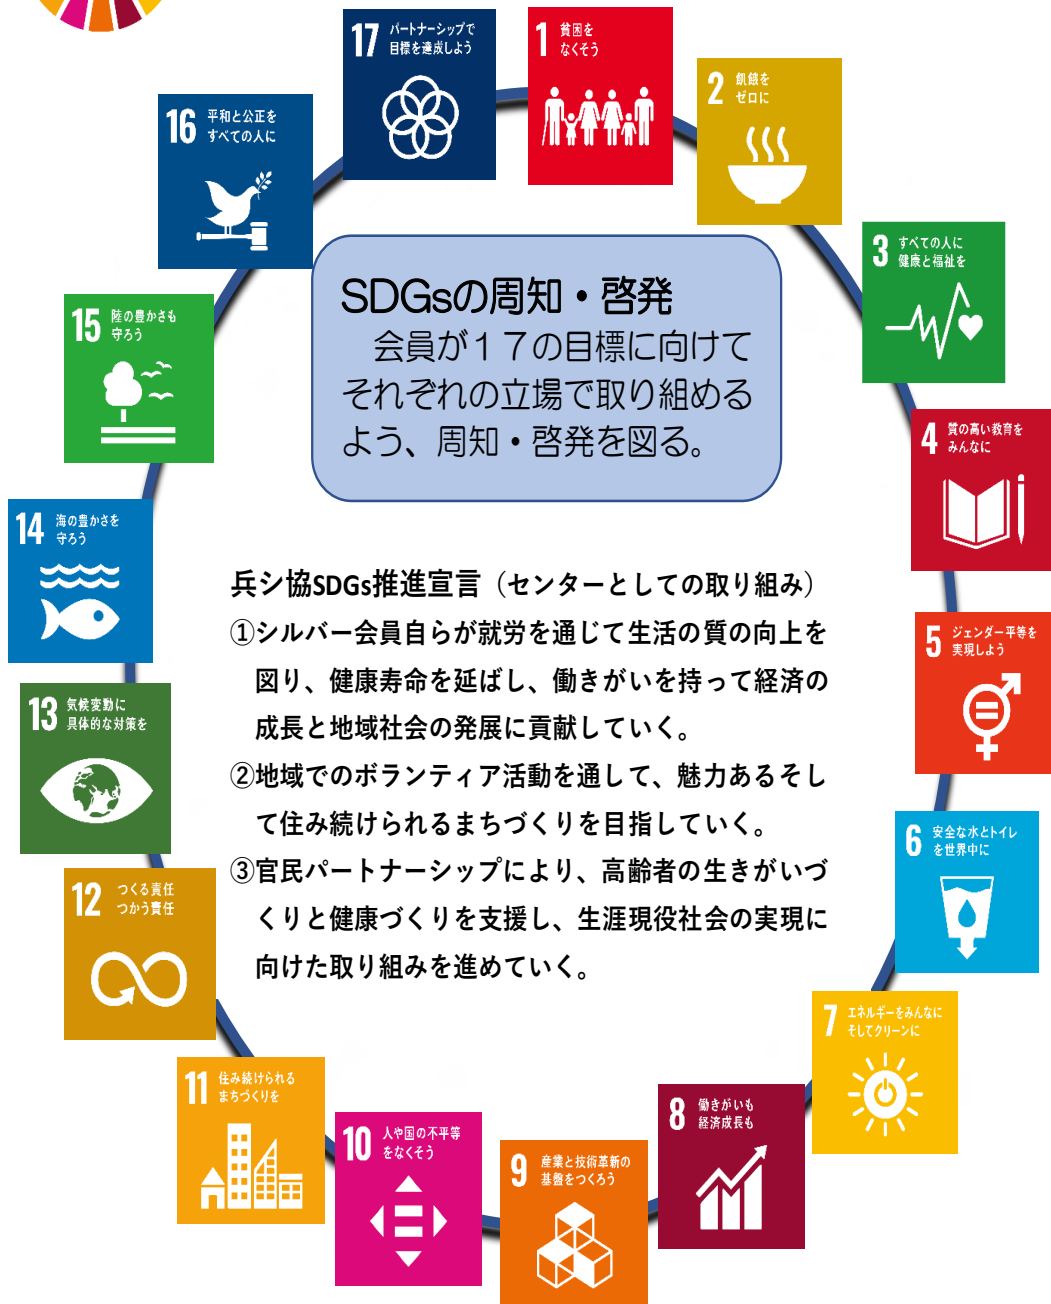 17 パートナーシップで
目標を達成しよう
1 貧困を
なくそう
2 飢餓を
ゼロに
16 平和と公正を
すべての人に
3 すべての人に
健康と福祉を
SDGsの周知・啓発
会員が１７の目標に向けて
それぞれの立場で取り組める
よう、周知・啓発を図る。
15 陸の豊かさも
守ろう
4 質の高い教育を
みんなに
14 海の豊かさを
守ろう
兵シ協SDGs推進宣言（センターとしての取り組み）
①シルバー会員自らが就労を通じて生活の質の向上を
図り、健康寿命を延ばし、働きがいを持って経済の
成長と地域社会の発展に貢献していく。
②地域でのボランティア活動を通して、魅力あるそし
て住み続けられるまちづくりを目指していく。
③官民パートナーシップにより、高齢者の生きがいづ
くりと健康づくりを支援し、生涯現役社会の実現に
向けた取り組みを進めていく。
5 ジェンダー平等を
実現しよう
13 気候変動に
具体的な対策を
6 安全な水とトイレ
を世界中に
12 つくる責任
つかう責任
7 エネルギーをみんなに
そしてクリーンに
11 住み続けられる
まちづくりを
8 働きがいも
経済成長も
10 人や国の不平等
をなくそう
9 産業と技術革新の
基盤をつくろう